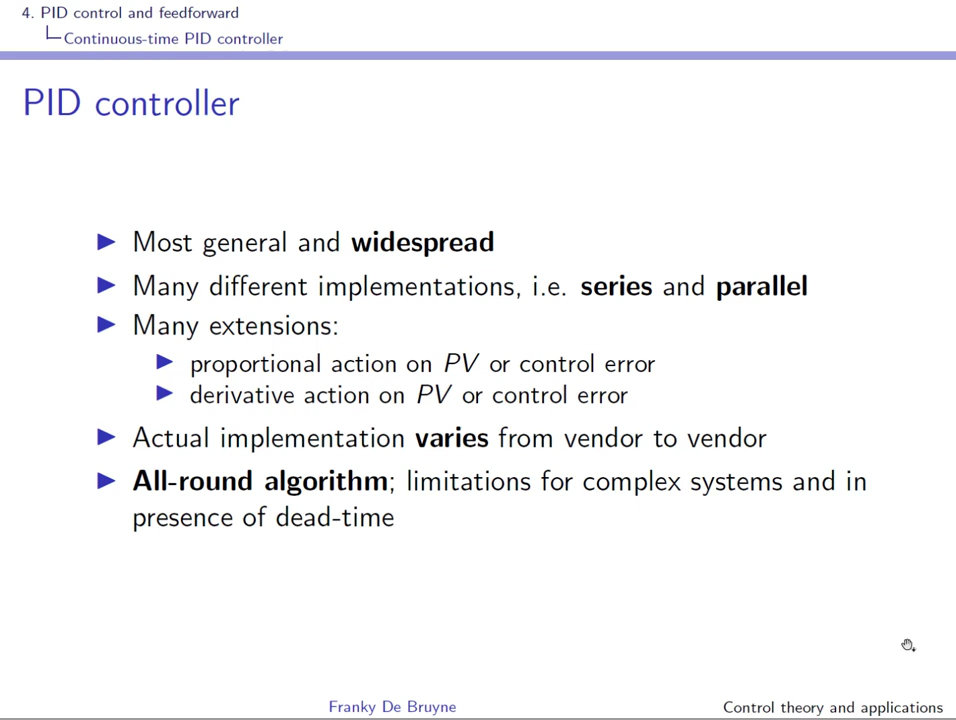 4. PID control and feedforward
Continuous-time PID controller
PID controller
Most general and widespread
Many different implementations, i.e. series and parallel
Many extensions:
proportional action on PV or control error
derivative action on PV or control error
Actual implementation varies from vendor to vendor
All-round algorithm; limitations for complex systems and in
presence of dead-time
Franky De Bruyne
Control theory and applications